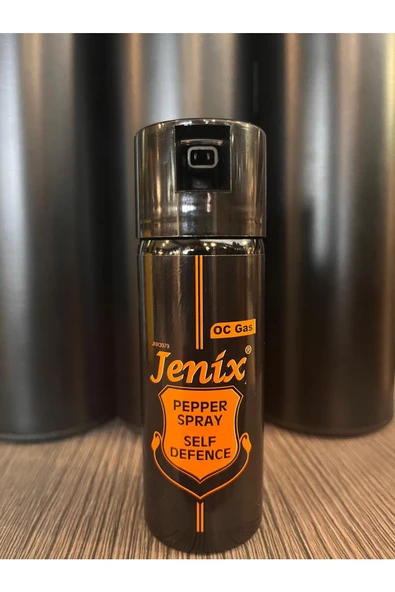 OC Gas
Jenix®
PEPPER
SPRAY
SELF
DEFENCE